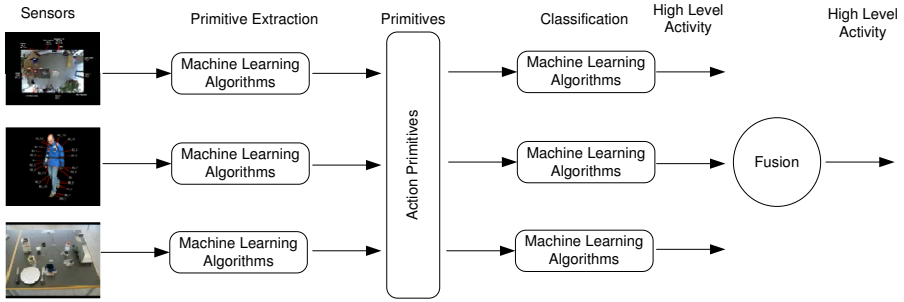 Sensors
Primitive Extraction
Primitives
Classification
High Level
Activity
High Level
Activity
Machine Learning
Algorithms
Machine Learning
Algorithms
Machine Learning
Algorithms
Machine Learning
Algorithms
Action Primitives
Machine Learning
Algorithms
Fusion
Machine Learning
Algorithms